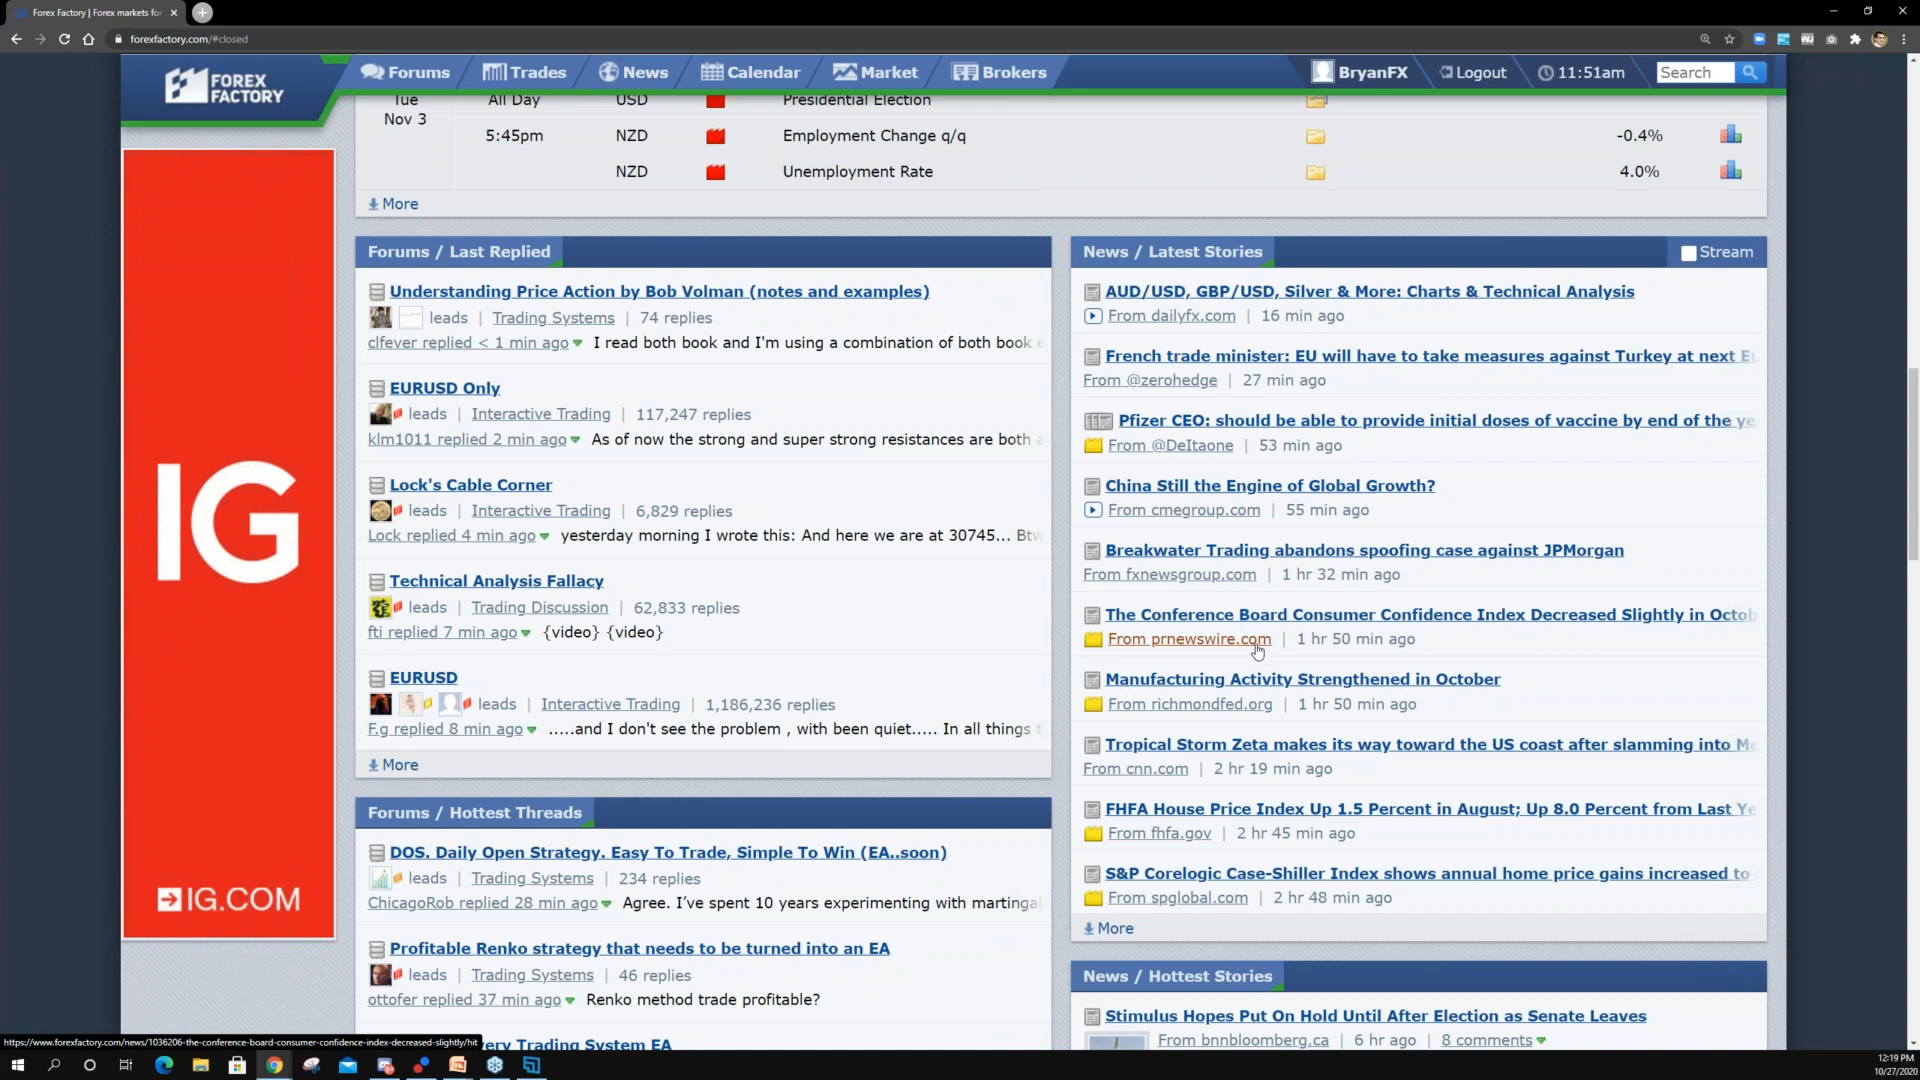 Forex Factory | Forex markets for
forexfactory.com/#closed
FOREX FACTORY
Forums
Trades
News
Calendar
Market
Brokers
BryanFX
Logout
11:51am
Search
Tue
Nov 3
All Day USD Presidential Election
5:45pm NZD Employment Change q/q -0.4%
NZD Unemployment Rate 4.0%
More
IG
IG.COM
Forums / Last Replied
Understanding Price Action by Bob Volman (notes and examples)
leads | Trading Systems | 74 replies
clfever replied < 1 min ago I read both book and I'm using a combination of both book
EURUSD Only
leads | Interactive Trading | 117,247 replies
klm1011 replied 2 min ago As of now the strong and super strong resistances are both
Lock's Cable Corner
leads | Interactive Trading | 6,829 replies
Lock replied 4 min ago yesterday morning I wrote this: And here we are at 30745... Btw
Technical Analysis Fallacy
leads | Trading Discussion | 62,833 replies
fti replied 7 min ago {video} {video}
EURUSD
leads | Interactive Trading | 1,186,236 replies
F.g replied 8 min ago .....and I don't see the problem , with been quiet..... In all things
More
Forums / Hottest Threads
DOS. Daily Open Strategy. Easy To Trade, Simple To Win (EA..soon)
leads | Trading Systems | 234 replies
ChicagoRob replied 28 min ago Agree. I've spent 10 years experimenting with martinga
Profitable Renko strategy that needs to be turned into an EA
leads | Trading Systems | 46 replies
ottofer replied 37 min ago Renko method trade profitable?
very Trading System EA
News / Latest Stories
Stream
AUD/USD, GBP/USD, Silver & More: Charts & Technical Analysis
From dailyfx.com | 16 min ago
French trade minister: EU will have to take measures against Turkey at next E
From @zerohedge | 27 min ago
Pfizer CEO: should be able to provide initial doses of vaccine by end of the ye
From @DeItaone | 53 min ago
China Still the Engine of Global Growth?
From cmegroup.com | 55 min ago
Breakwater Trading abandons spoofing case against JPMorgan
From fxnewsgroup.com | 1 hr 32 min ago
The Conference Board Consumer Confidence Index Decreased Slightly in Octob
From prnewswire.com | 1 hr 50 min ago
Manufacturing Activity Strengthened in October
From richmondfed.org | 1 hr 50 min ago
Tropical Storm Zeta makes its way toward the US coast after slamming into Me
From cnn.com | 2 hr 19 min ago
FHFA House Price Index Up 1.5 Percent in August; Up 8.0 Percent from Last Ye
From fhfa.gov | 2 hr 45 min ago
S&P Corelogic Case-Shiller Index shows annual home price gains increased to
From spglobal.com | 2 hr 48 min ago
More
News / Hottest Stories
Stimulus Hopes Put On Hold Until After Election as Senate Leaves
From bnnbloomberg.ca | 6 hr ago | 8 comments
https://www.forexfactory.com/news/1036206-the-conference-board-consumer-confidence-index-decreased-slightly/hit
12:19 PM
10/27/2020